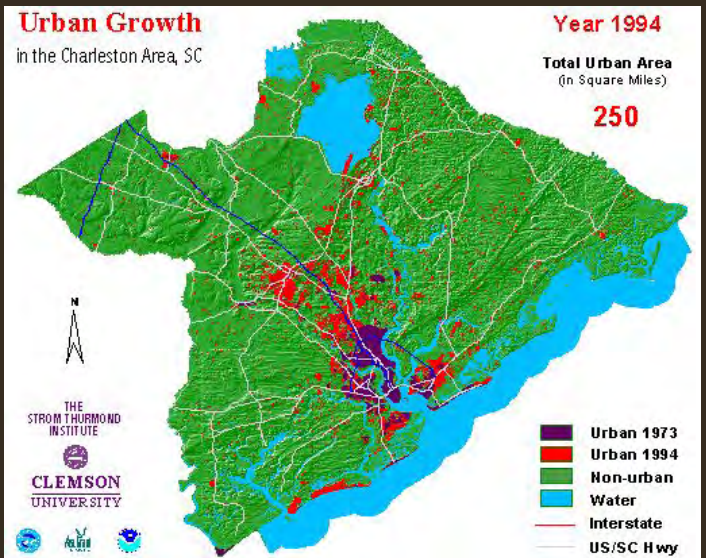 Urban Growth
in the Charleston Area, SC
Year 1994
Total Urban Area
(in Square Miles)
250
N
THE
STROM THURMOND
INSTITUTE
CLEMSON
UNIVERSITY
Urban 1973
Urban 1994
Non-urban
Water
Interstate
US/SC Hwy